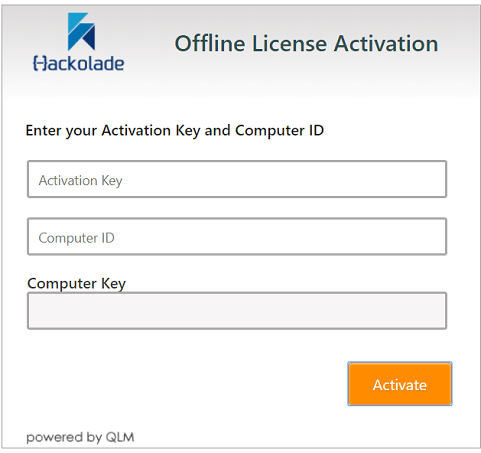 Hackolade
Offline License Activation
Enter your Activation Key and Computer ID
Activation Key
Computer ID
Computer Key
Activate
powered by QLM